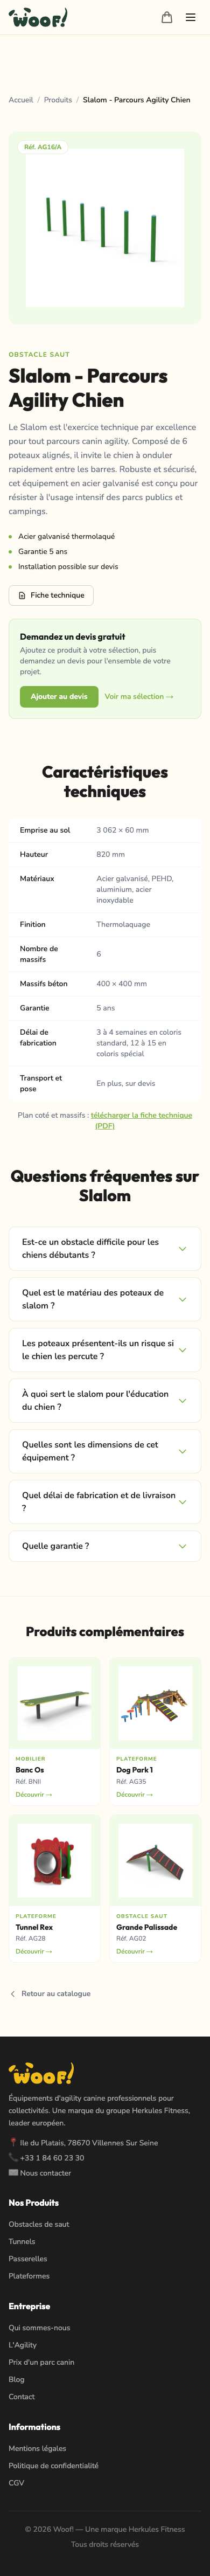 Woof!
Accueil / Produits / Slalom - Parcours Agility Chien
Réf. AG16/A
OBSTACLE SAUT
Slalom - Parcours
Agility Chien
Le Slalom est l'exercice technique par excellence
pour tout parcours canin agility. Composé de 6
poteaux alignés, il invite le chien à onduler
rapidement entre les barres. Robuste et sécurisé,
cet équipement en acier galvanisé est conçu pour
résister à l'usage intensif des parcs publics et
campings.
Acier galvanisé thermolaqué
Garantie 5 ans
Installation possible sur devis
Fiche technique
Demandez un devis gratuit
Ajoutez ce produit à votre sélection, puis
demandez un devis pour l'ensemble de votre
projet.
Ajouter au devis
Voir ma sélection →
Caractéristiques
techniques
Emprise au sol 3 062 × 60 mm
Hauteur 820 mm
Matériaux Acier galvanisé, PEHD,
aluminium, acier
inoxydable
Finition Thermolaquage
Nombre de
massifs 6
Massifs béton 400 × 400 mm
Garantie 5 ans
Délai de
fabrication 3 à 4 semaines en coloris
standard, 12 à 15 en
coloris spécial
Transport et
pose En plus, sur devis
Plan coté et massifs : télécharger la fiche technique
(PDF)
Questions fréquentes sur
Slalom
Est-ce un obstacle difficile pour les
chiens débutants ?
Quel est le matériau des poteaux de
slalom ?
Les poteaux présentent-ils un risque si
le chien les percute ?
À quoi sert le slalom pour l'éducation
du chien ?
Quelles sont les dimensions de cet
équipement ?
Quel délai de fabrication et de livraison
?
Quelle garantie ?
Produits complémentaires
MOBILIER
Banc Os
Réf. BNII
Découvrir →
PLATEFORME
Dog Park 1
Réf. AG35
Découvrir →
PLATEFORME
Tunnel Rex
Réf. AG28
Découvrir →
OBSTACLE SAUT
Grande Palissade
Réf. AG02
Découvrir →
Retour au catalogue
Woof!
Équipements d'agility canine professionnels pour
collectivités. Une marque du groupe Herkules Fitness,
leader européen.
Ile du Platais, 78670 Villennes Sur Seine
+33 1 84 60 23 30
Nous contacter
Nos Produits
Obstacles de saut
Tunnels
Passerelles
Plateformes
Entreprise
Qui sommes-nous
L'Agility
Prix d'un parc canin
Blog
Contact
Informations
Mentions légales
Politique de confidentialité
CGV
© 2026 Woof! — Une marque Herkules Fitness
Tous droits réservés